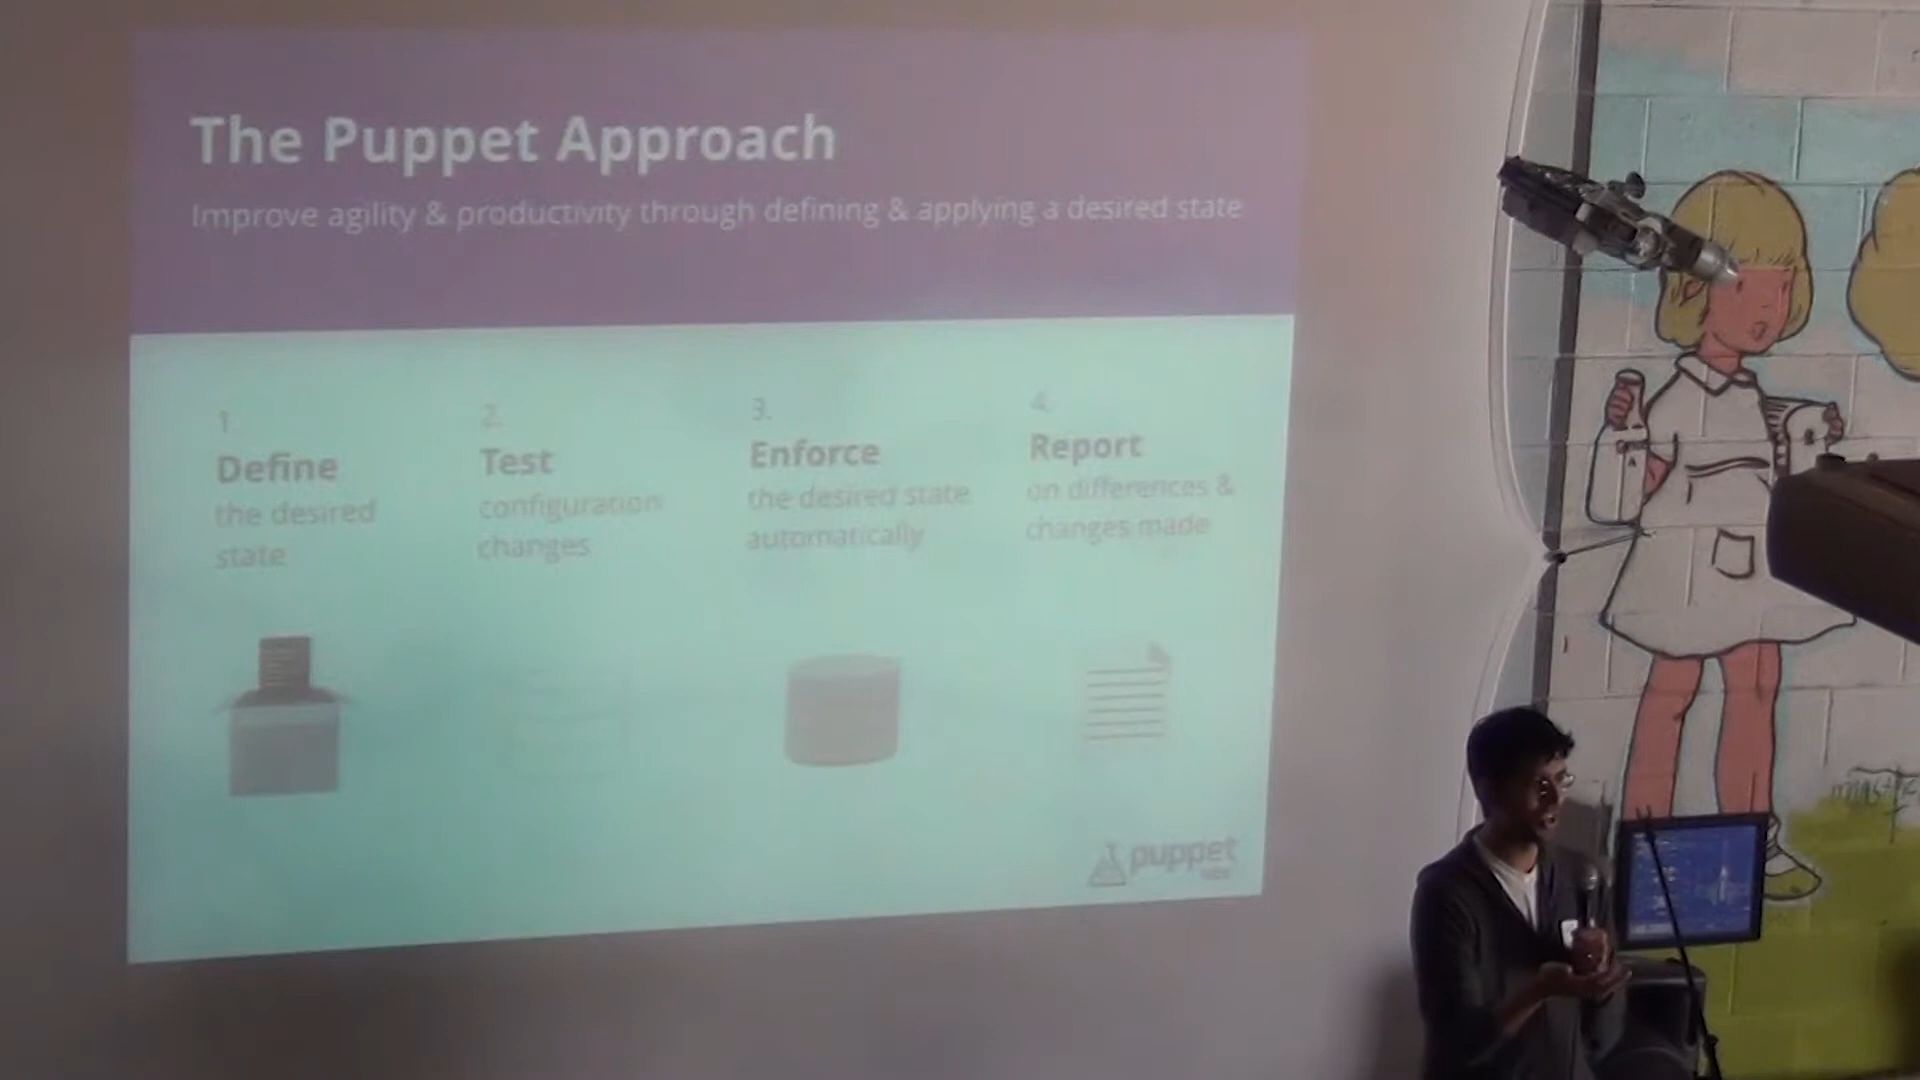 The Puppet Approach
Improve agility & productivity through defining & applying a desired state
1.
Define
the desired
state
2.
Test
configuration
changes
3.
Enforce
the desired state
automatically
4.
Report
on differences &
changes made
puppet
labs
A
B